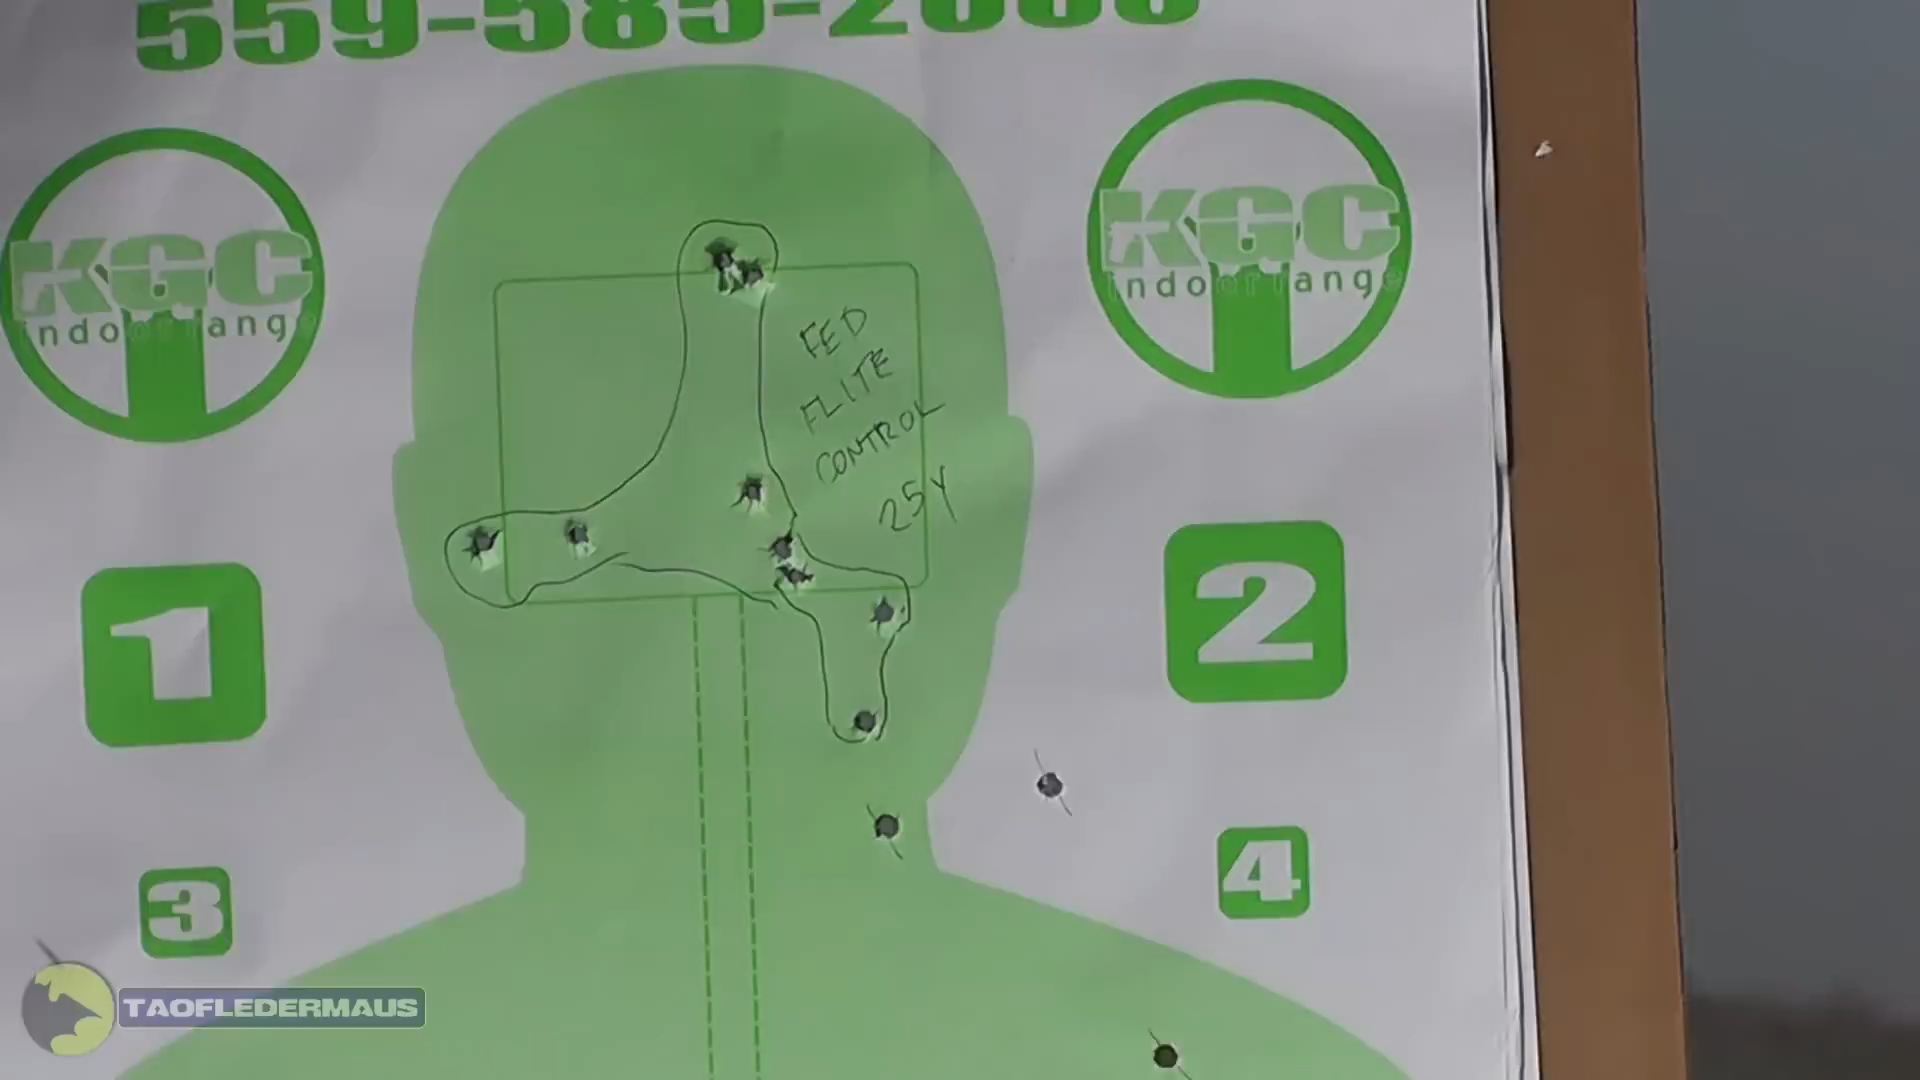 KGC
indoor range
KGC
indoor range
FED
FLITE
CONTROL
25Y
1
2
3
4
TAOFLEDERMAUS